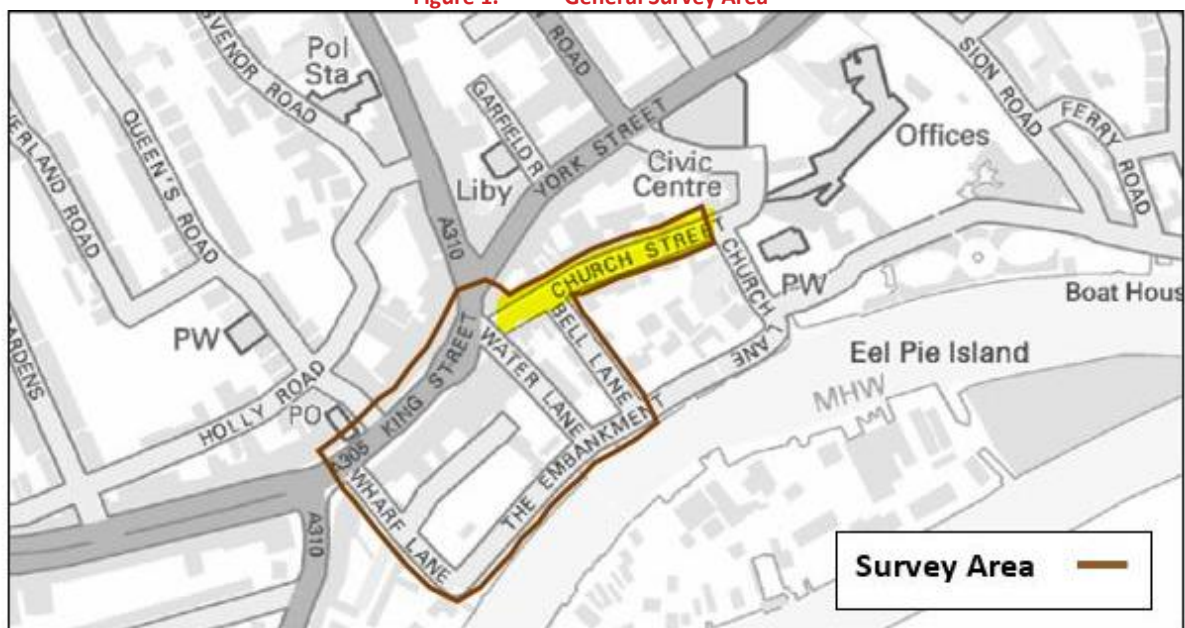 Figure 1. General Survey Area
SVENOR ROAD
Pol
Sta
ROAD
SION ROAD
FERRY
ROAD
GARFIELD R
QUEEN'S ROAD
ERLAND ROAD
Offices
YORK STREET
Liby
Civic
Centre
A310
CHURCH STREET
CHURCH LANE
PW
Boat Hous
BELL LANE
WATER LANE
KING STREET
PW
Eel Pie Island
MHW
ARDENS
HOLLY ROAD
PO
A305
THE EMBANKMENT
WHARF LANE
A310
Survey Area